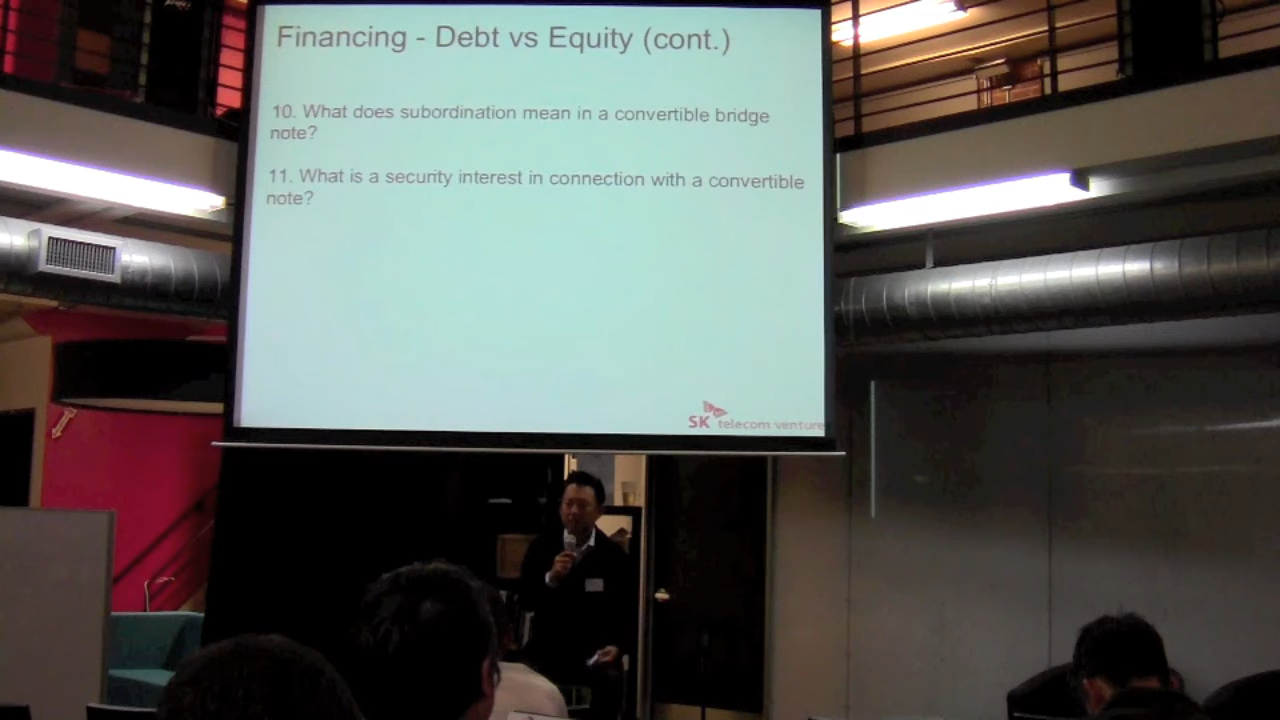 Financing - Debt vs Equity (cont.)
10. What does subordination mean in a convertible bridge
note?
11. What is a security interest in connection with a convertible
note?
SK telecom venture